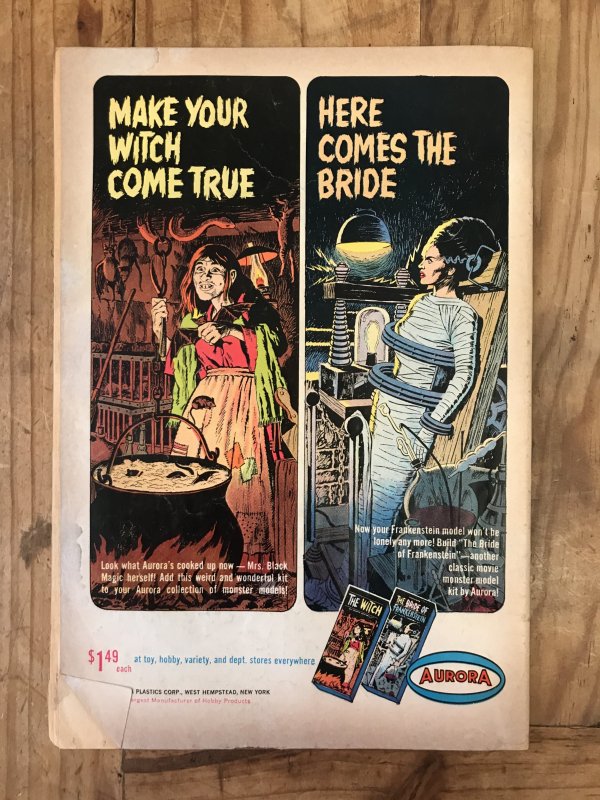 MAKE YOUR
WITCH
COME TRUE
Look what Aurora's cooked up now — Mrs. Black
Magic herself! Add this weird and wonderful kit
to your Aurora collection of monster models!
HERE
COMES THE
BRIDE
Now your Frankenstein model won't be
lonely any more! Build "The Bride
of Frankenstein"—another
classic movie
monster model
kit by Aurora!
THE WITCH
THE BRIDE OF
FRANKENSTEIN
$1.49 each at toy, hobby, variety, and dept. stores everywhere
AURORA
PLASTICS CORP., WEST HEMPSTEAD, NEW YORK
Manufacturer of Hobby Products